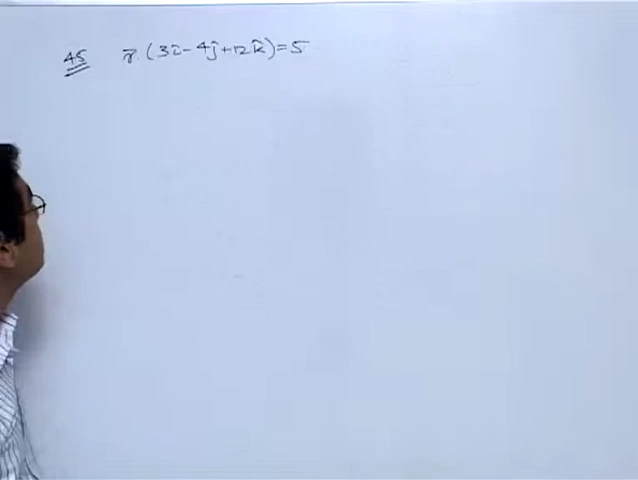 45 r̄.(3î - 4ĵ + 12k̂) = 5